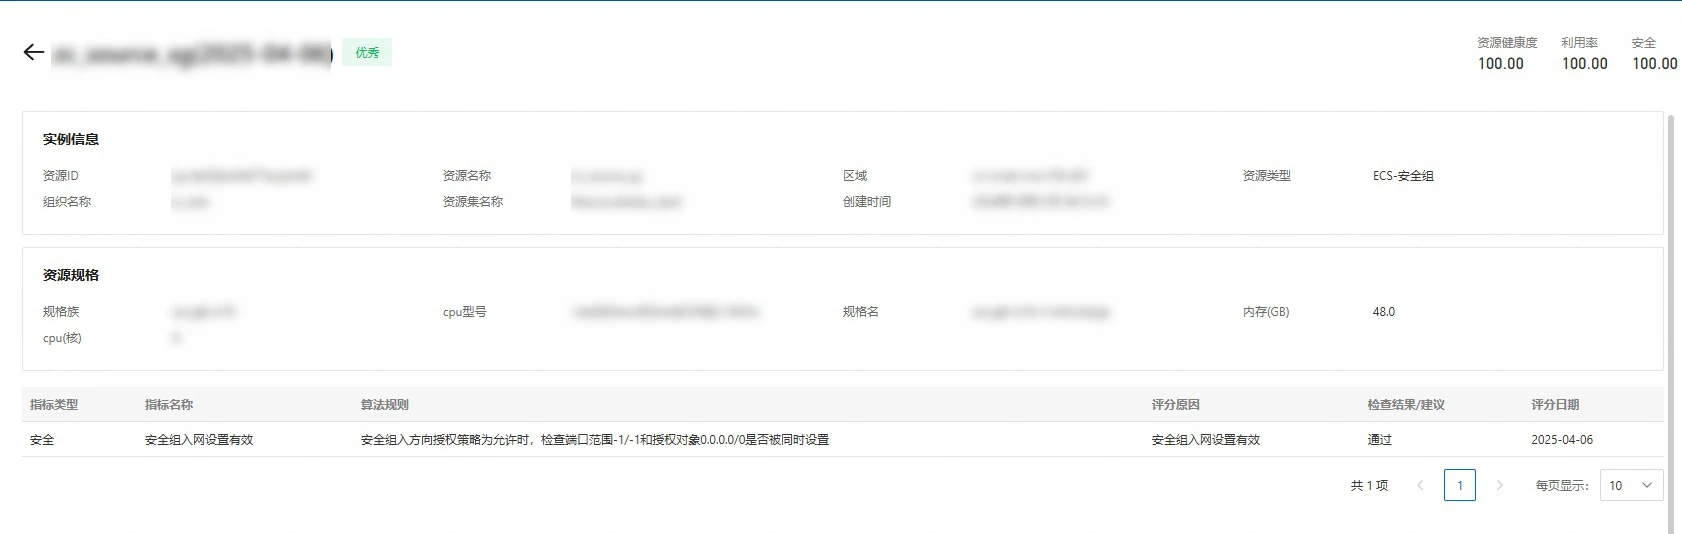 优秀
资源健康度 利用率 安全
100.00 100.00 100.00
实例信息
资源ID 资源名称 区域 资源类型 ECS-安全组
组织名称 资源集名称 创建时间
资源规格
规格族 cpu型号 规格名 内存(GB) 48.0
cpu(核)
指标类型 指标名称 算法规则 评分原因 检查结果/建议 评分日期
安全 安全组入网设置有效 安全组入方向授权策略为允许时，检查端口范围-1/-1和授权对象0.0.0.0/0是否被同时设置 安全组入网设置有效 通过 2025-04-06
共 1 项 1 每页显示: 10